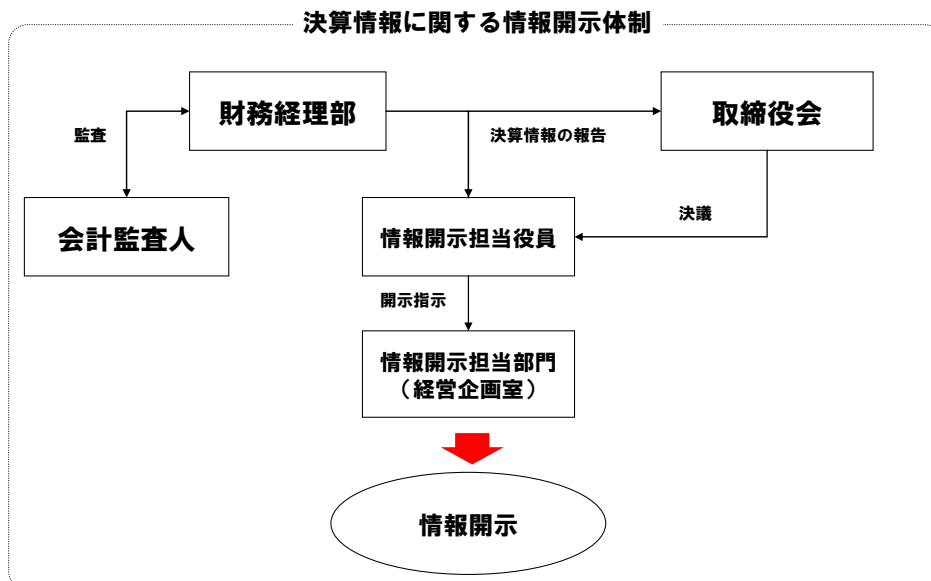 決算情報に関する情報開示体制
財務経理部
取締役会
監査
決算情報の報告
会計監査人
情報開示担当役員
決議
開示指示
情報開示担当部門
（経営企画室）
情報開示